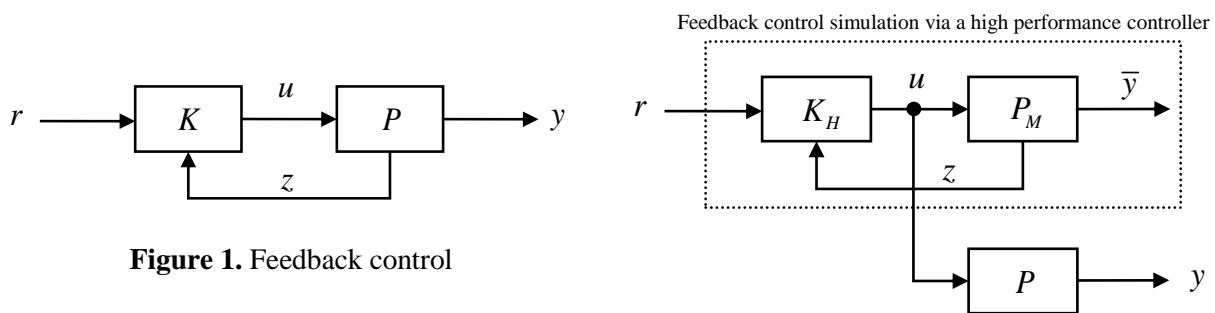 Feedback control simulation via a high performance controller
r
K
u
P
y
z
Figure 1. Feedback control
r
K_H
u
P_M
y̅
z
P
y